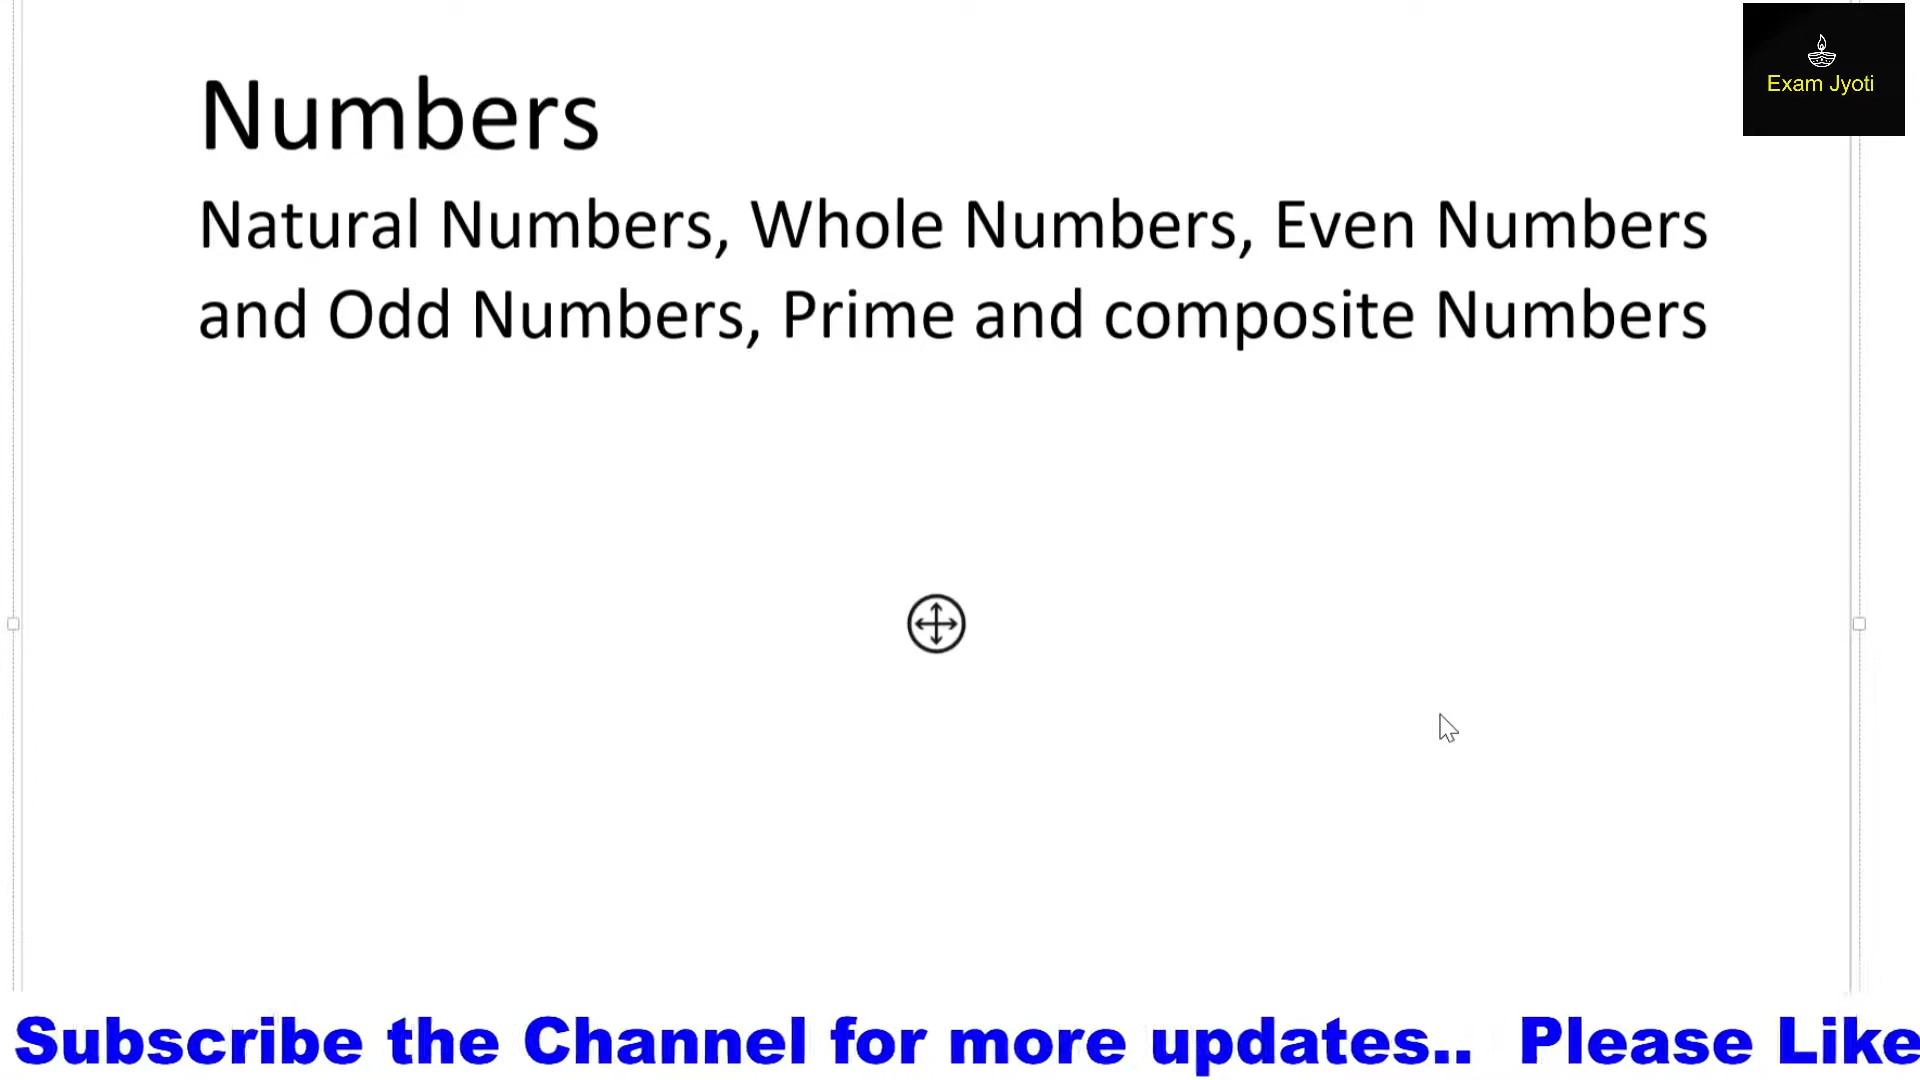 Exam Jyoti
Numbers
Natural Numbers, Whole Numbers, Even Numbers
and Odd Numbers, Prime and composite Numbers
Subscribe the Channel for more updates.. Please Like